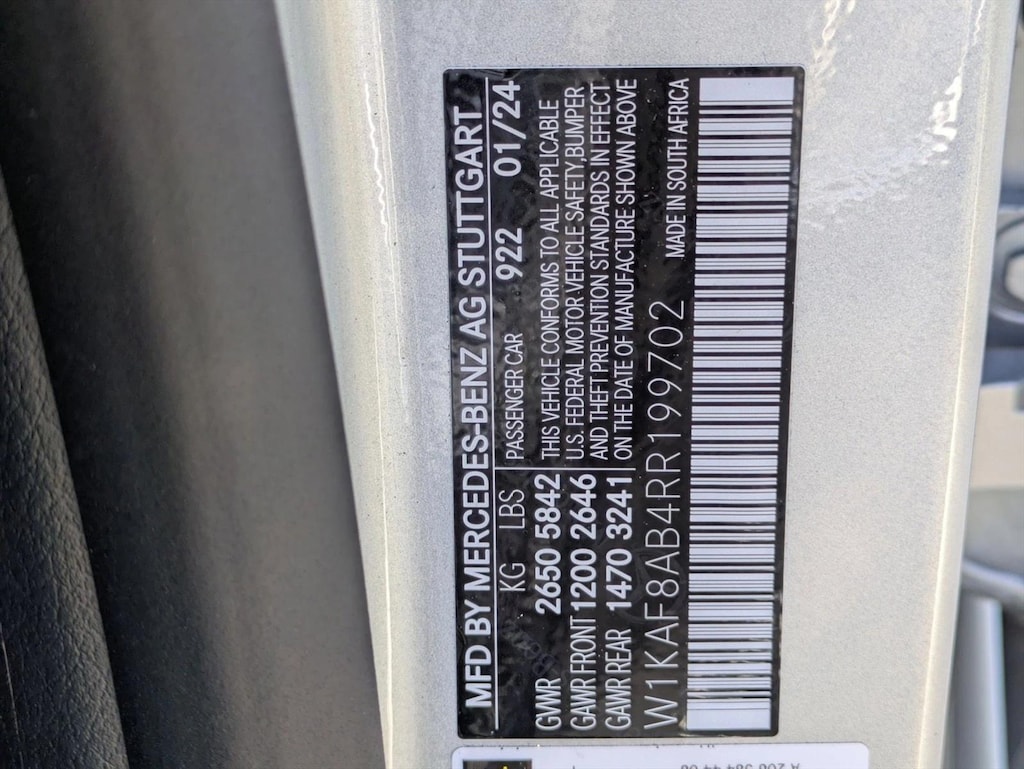 MFD BY MERCEDES-BENZ AG STUTTGART
KG LBS PASSENGER CAR 922 01/24
GVWR 2650 5842
GAWR FRONT 1200 2646
GAWR REAR 1470 3241
THIS VEHICLE CONFORMS TO ALL APPLICABLE
U.S. FEDERAL MOTOR VEHICLE SAFETY,BUMPER
AND THEFT PREVENTION STANDARDS IN EFFECT
ON THE DATE OF MANUFACTURE SHOWN ABOVE
W1KAF8AB4RR199702
MADE IN SOUTH AFRICA